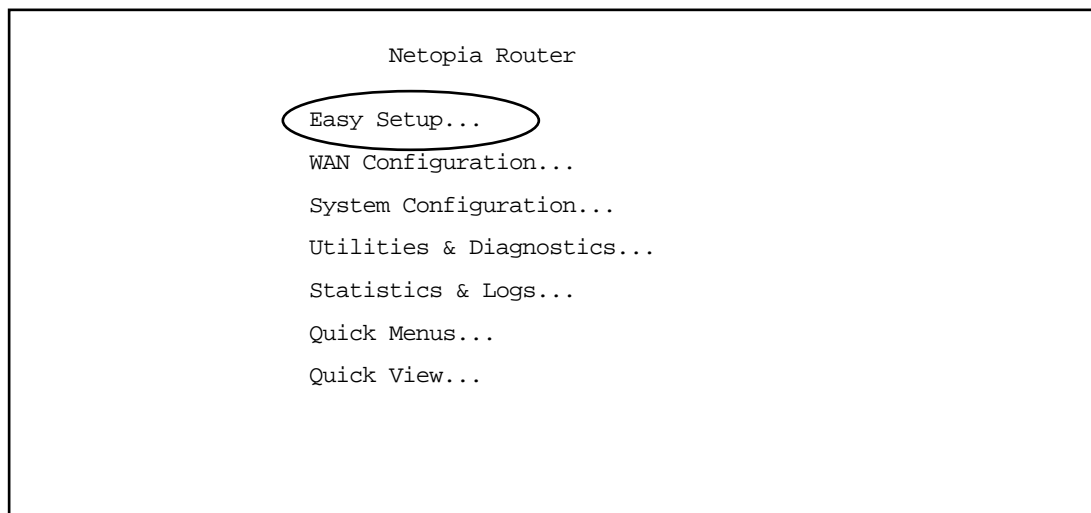 Netopia Router
Easy Setup...
WAN Configuration...
System Configuration...
Utilities & Diagnostics...
Statistics & Logs...
Quick Menus...
Quick View...